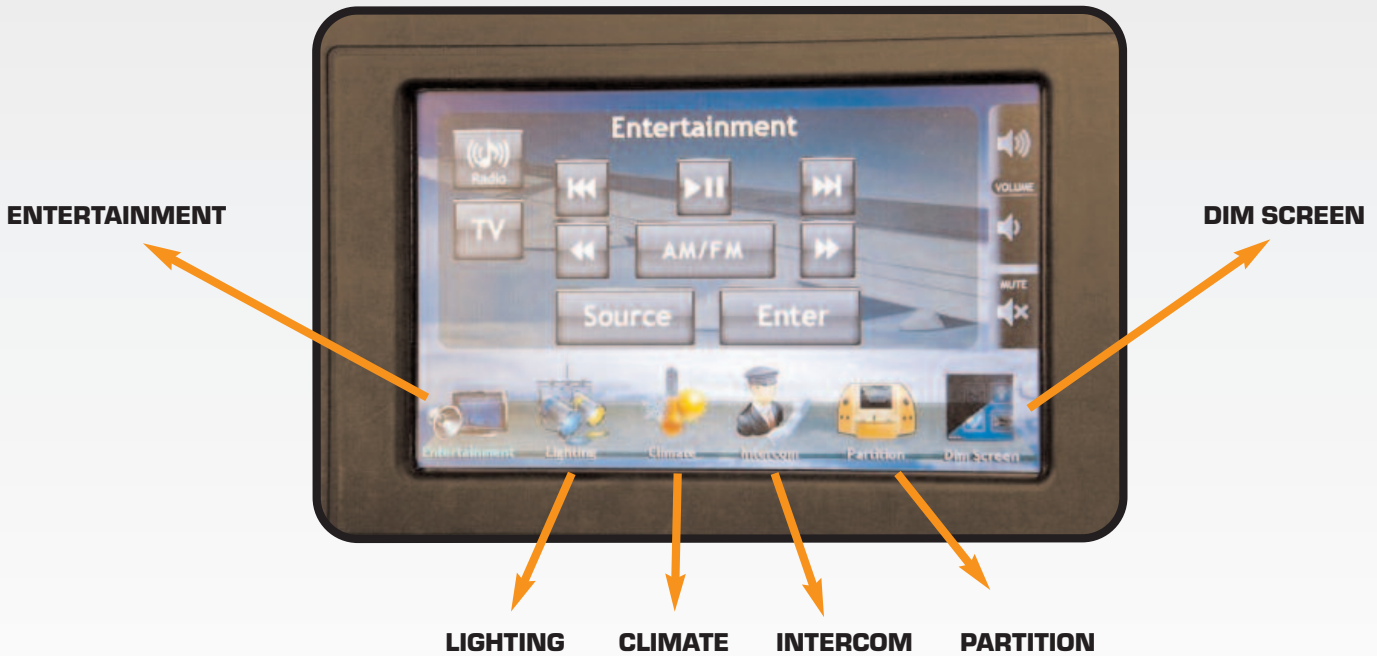 Entertainment
Radio
TV
AM/FM
Source
Enter
VOLUME
MUTE
Entertainment
Lighting
Climate
Intercom
Partition
Dim Screen
ENTERTAINMENT
DIM SCREEN
LIGHTING
CLIMATE
INTERCOM
PARTITION